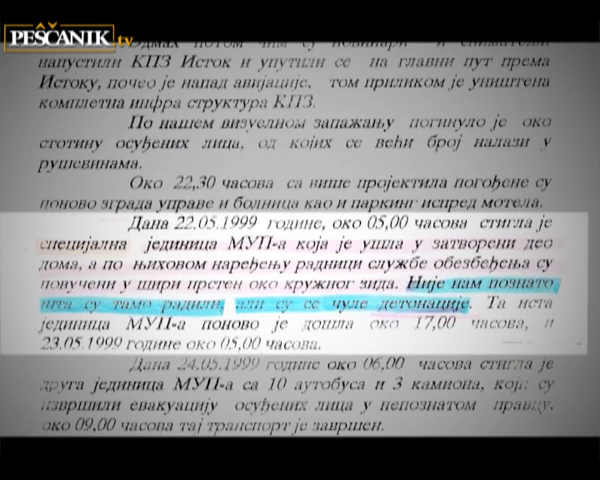 PEŠČANIK.tv
Одмах потом чим су новинари и сниматељи
напустили КПЗ Исток и упутили се на главни пут према
Истоку, почео је напад авијације, том приликом је уништена
комплетна инфра структура КПЗ.
По нашем визуелном запажању погинуло је око
стотину осуђених лица, од којих се већи број налази у
рушевинама.
Око 22,30 часова са више пројектила погођене су
поново зграда управе и болница као и паркинг испред мотела.
Дана 22.05.1999 године, око 05,00 часова стигла је
специјална јединица МУП-а која је ушла у затворени део
дома, а по њиховом наређењу радници службе обезбеђења су
повучени у шири прстен око кружног зида. Није нам познато
шта су тамо радили, али су се чуле детонације. Та иста
јединица МУП-а поново је дошла око 17,00 часова, и
23.05.1999 године око 05,00 часова.
Дана 24.05.1999 године око 06,00 часова стигла је
друга јединица МУП-а са 10 аутобуса и 3 камиона, који су
извршили евакуацију осуђених лица у непознатом правцу,
око 09,00 часова тај транспорт је завршен.